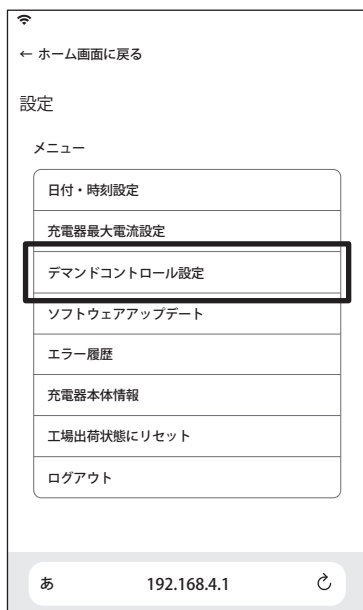 ← ホーム画面に戻る
設定
メニュー
日付・時刻設定
充電器最大電流設定
デマンドコントロール設定
ソフトウェアアップデート
エラー履歴
充電器本体情報
工場出荷状態にリセット
ログアウト
あ 192.168.4.1